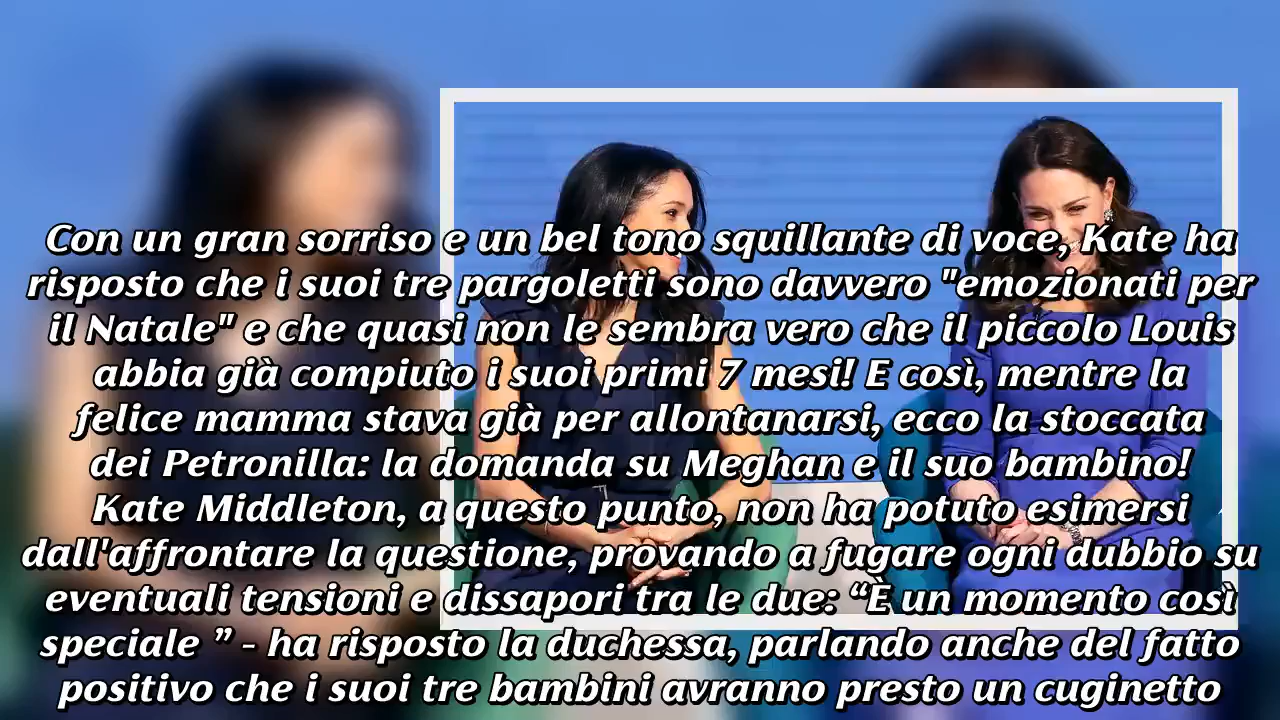 Con un gran sorriso e un bel tono squillante di voce, Kate ha
risposto che i suoi tre pargoletti sono davvero "emozionati per
il Natale" e che quasi non le sembra vero che il piccolo Louis
abbia già compiuto i suoi primi 7 mesi! E così, mentre la
felice mamma stava già per allontanarsi, ecco la stoccata
dei Petronilla: la domanda su Meghan e il suo bambino!
Kate Middleton, a questo punto, non ha potuto esimersi
dall'affrontare la questione, provando a fugare ogni dubbio su
eventuali tensioni e dissapori tra le due: “È un momento così
speciale ” - ha risposto la duchessa, parlando anche del fatto
positivo che i suoi tre bambini avranno presto un cuginetto